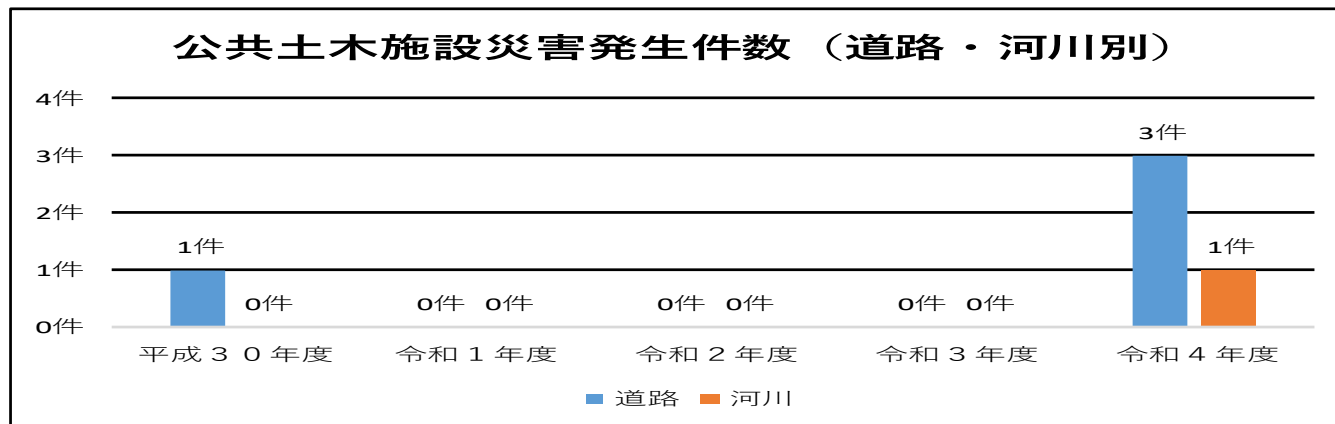 公共土木施設災害発生件数（道路・河川別）
4件
3件
2件
1件
0件
1件
0件
0件 0件
0件 0件
0件 0件
3件
1件
平成３０年度 令和１年度 令和２年度 令和３年度 令和４年度
道路 河川